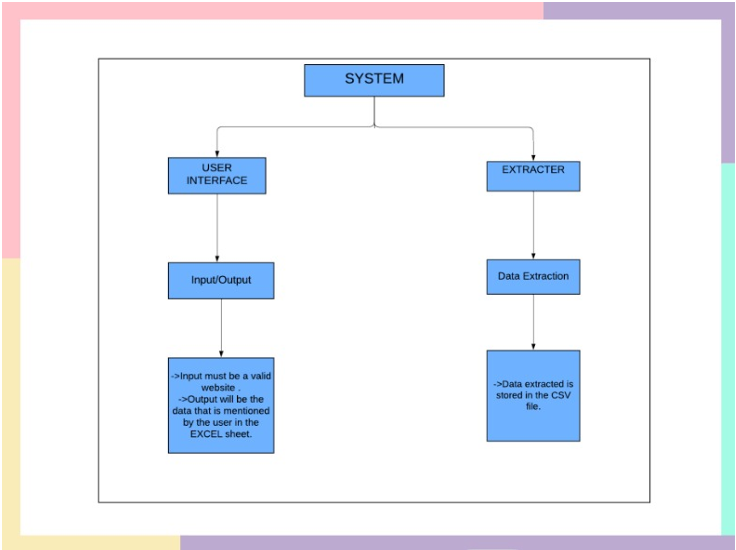 SYSTEM
USER
INTERFACE
EXTRACTER
Input/Output
Data Extraction
->Input must be a valid
website .
->Output will be the
data that is mentioned
by the user in the
EXCEL sheet.
->Data extracted is
stored in the CSV
file.